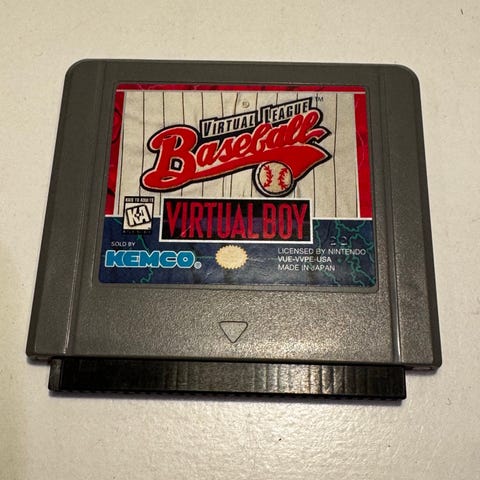 VIRTUAL LEAGUE™
Baseball
KIDS TO ADULTS
K-A
VIRTUAL BOY
SOLD BY
KEMCO®
LICENSED BY NINTENDO
VUE-VVPE-USA
MADE IN JAPAN